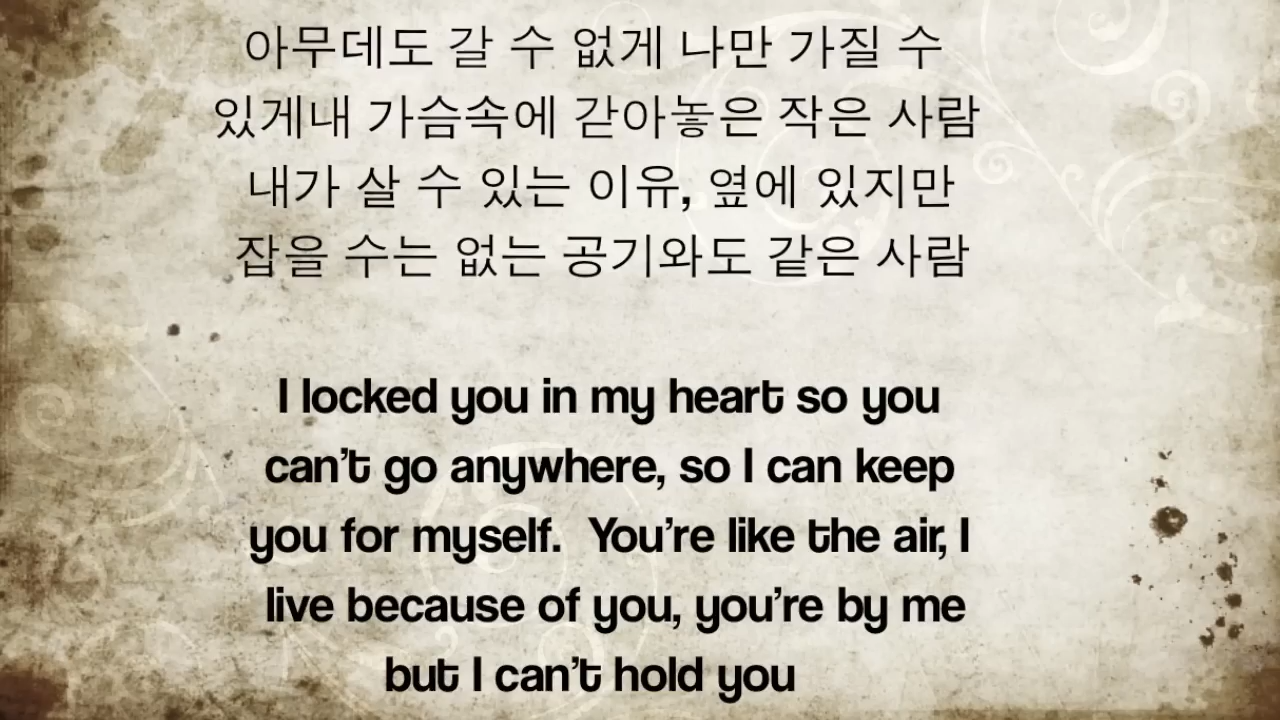 아무데도 갈 수 없게 나만 가질 수
있게내 가슴속에 갇아놓은 작은 사람
내가 살 수 있는 이유, 옆에 있지만
잡을 수는 없는 공기와도 같은 사람
I locked you in my heart so you
can't go anywhere, so I can keep
you for myself.  You're like the air, I
live because of you, you're by me
but I can't hold you